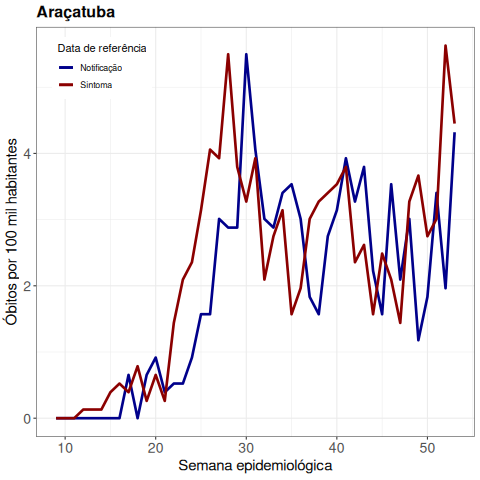 Araçatuba
Data de referência
Notificação
Sintoma
Óbitos por 100 mil habitantes
4
2
0
10 20 30 40 50
Semana epidemiológica